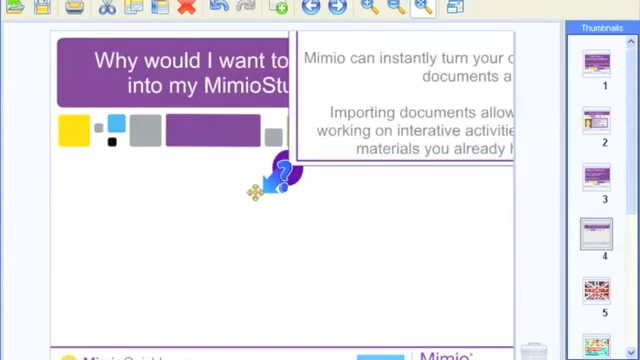 Why would I want to
into my MimioStu
Mimio can instantly turn your
documents a
Importing documents allow
working on interative activitie
materials you already h
?
Mimio
Thumbnails
1
2
3
4
5